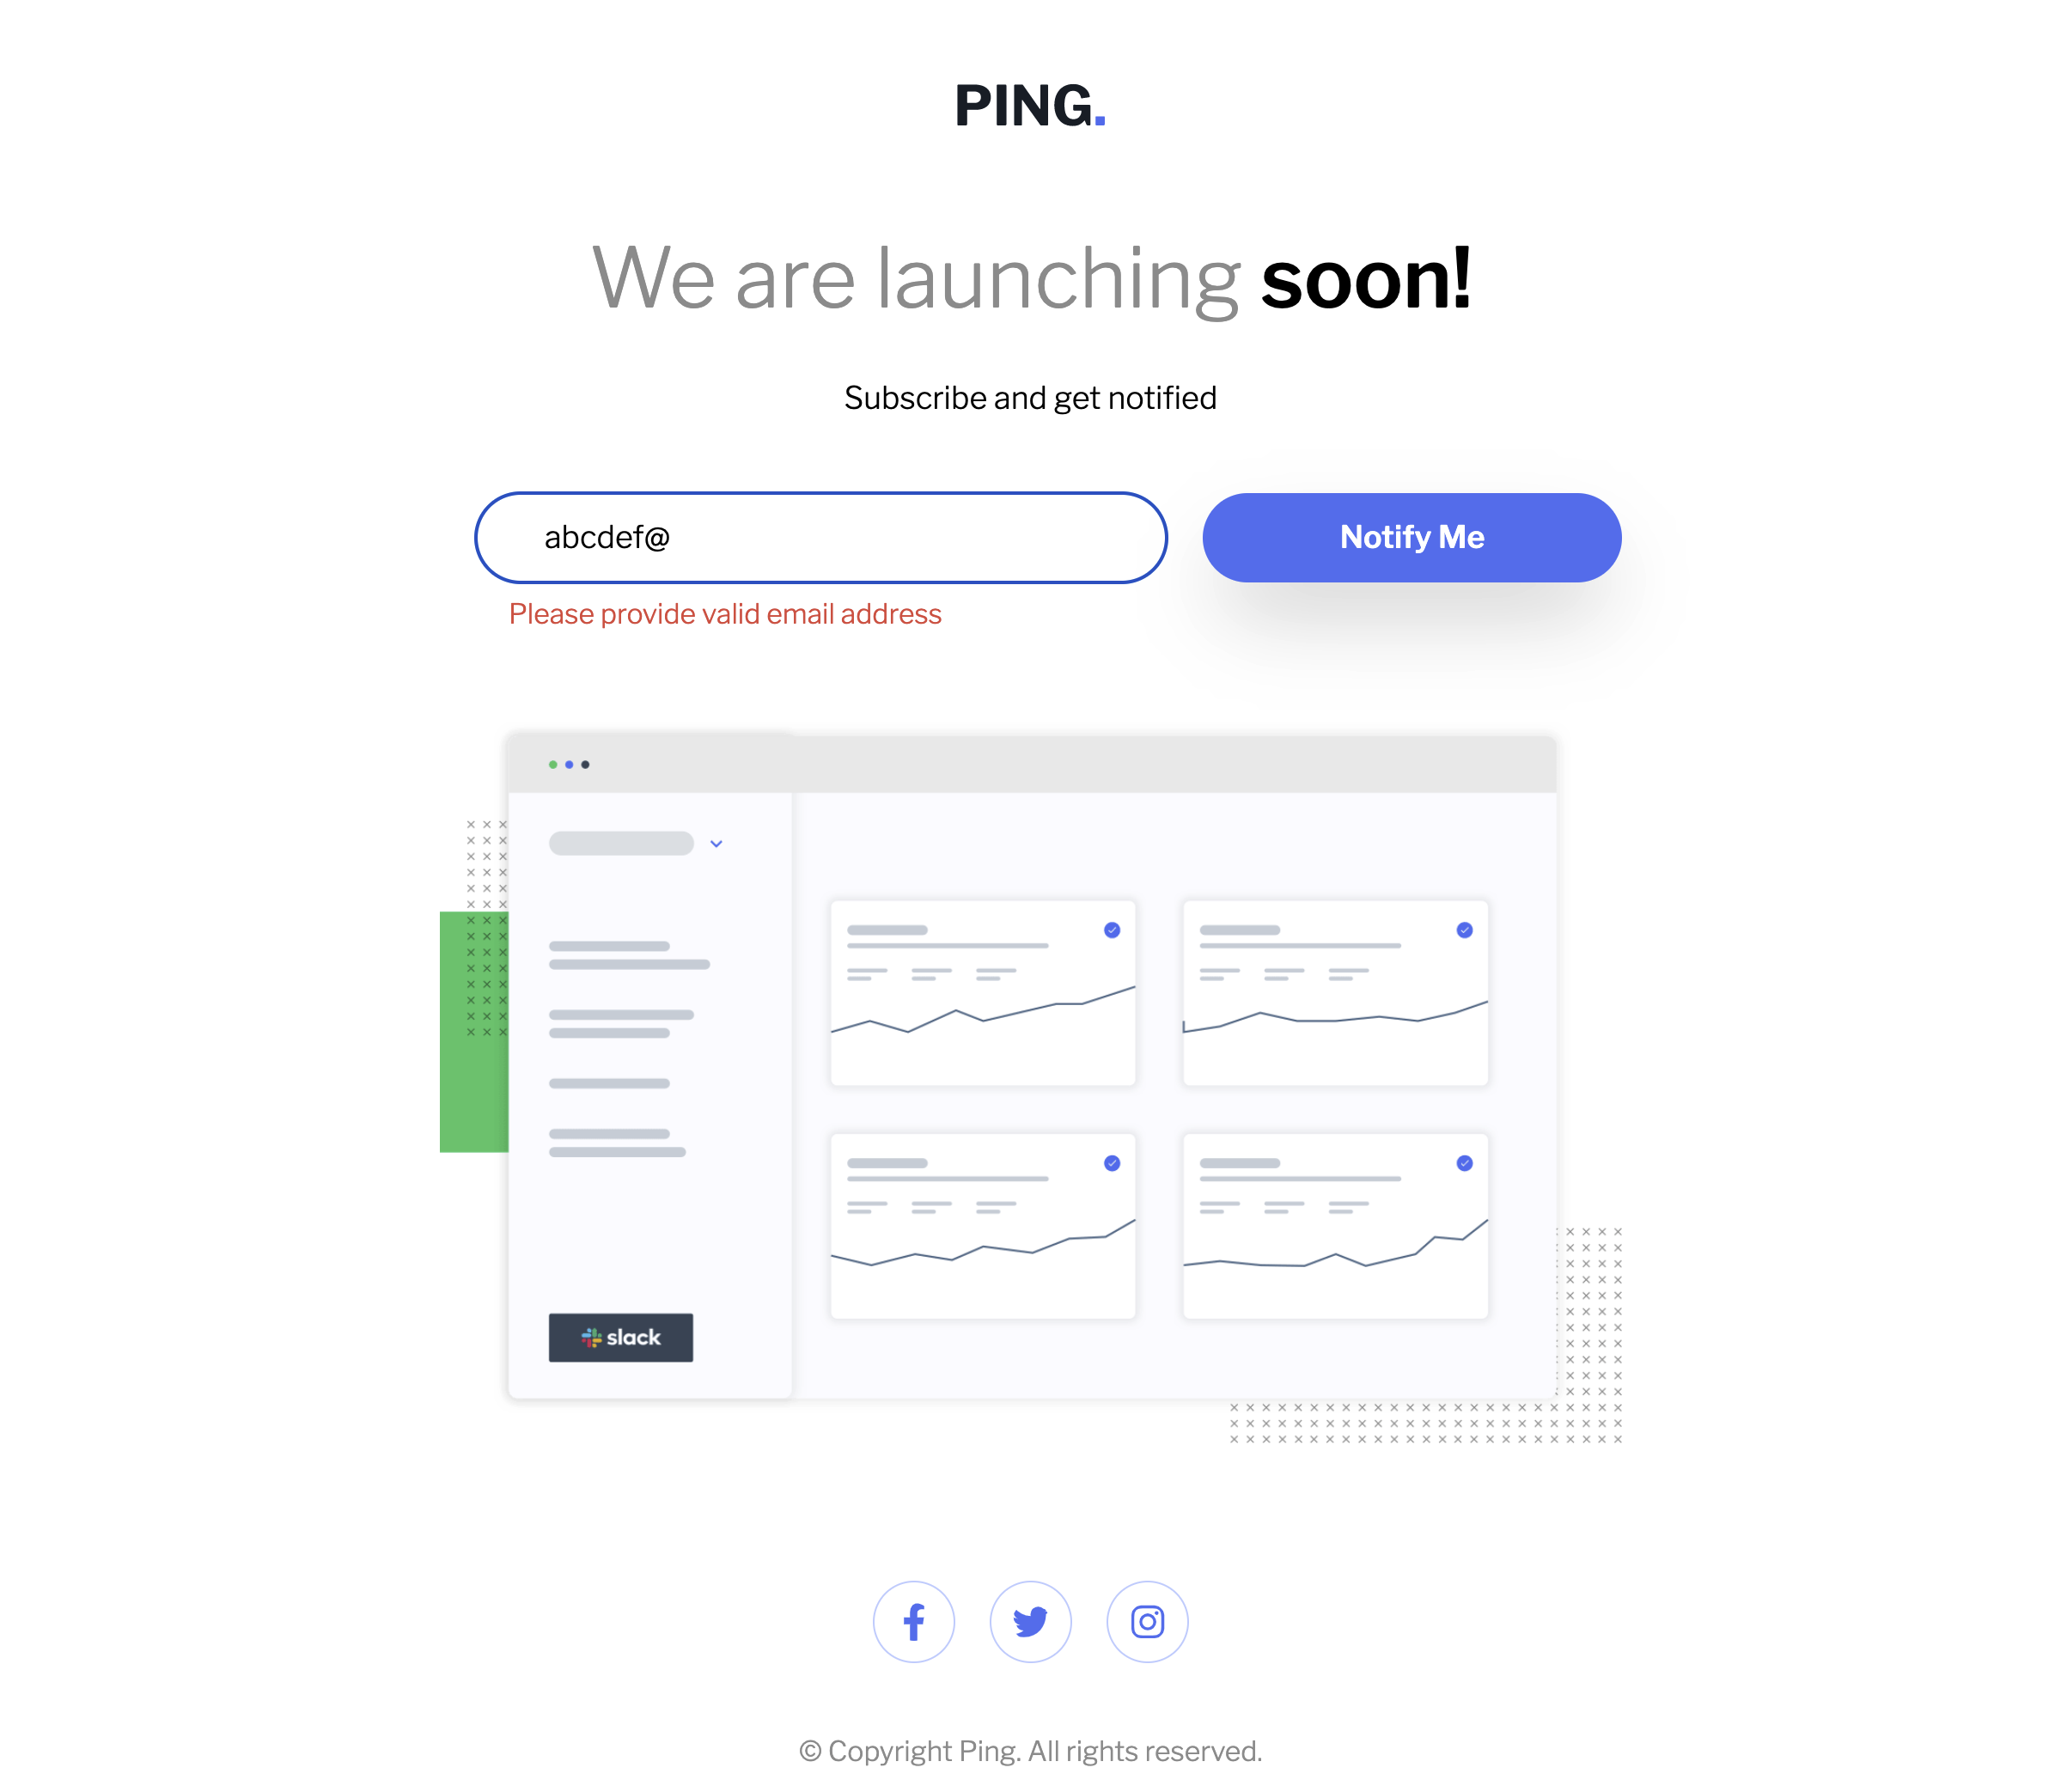 PING.
We are launching soon!
Subscribe and get notified
abcdef@
Notify Me
Please provide valid email address
slack
© Copyright Ping. All rights reserved.